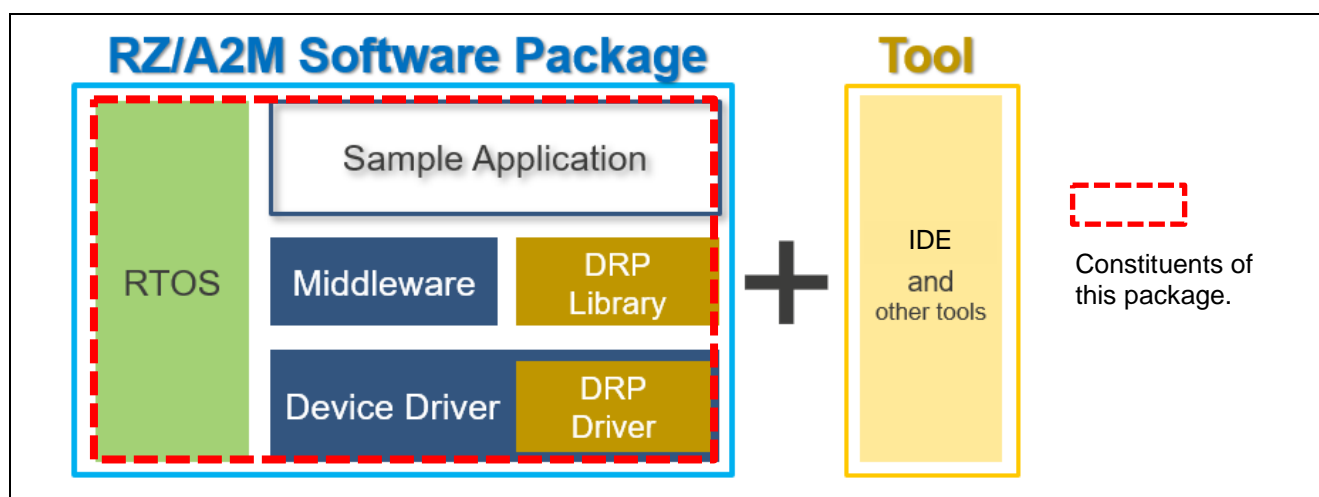 RZ/A2M Software Package
Tool
RTOS
Sample Application
Middleware
DRP
Library
Device Driver
DRP
Driver
+
IDE
and
other tools
Constituents of
this package.